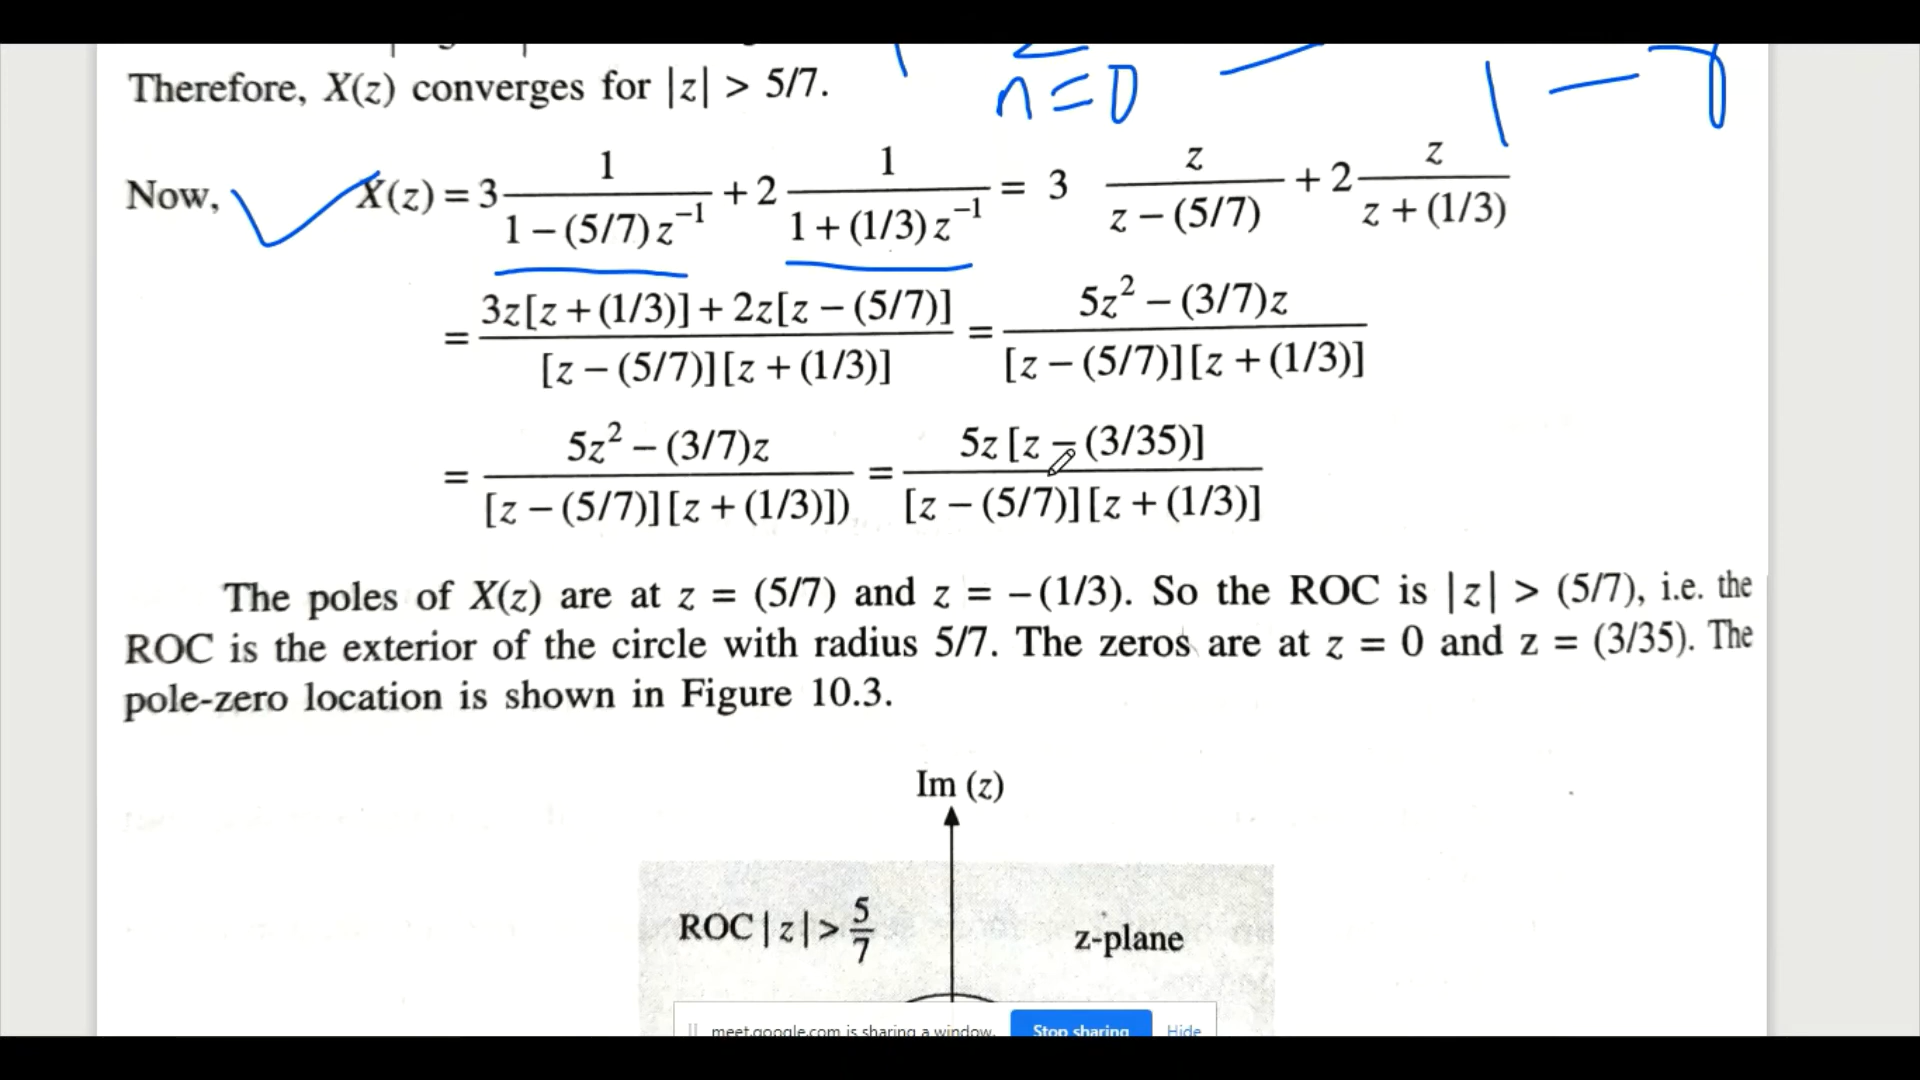 n=0
1 −
Therefore, X(z) converges for |z| > 5/7.
Now, X(z) = 3 1/(1 − (5/7) z⁻¹) + 2 1/(1 + (1/3) z⁻¹) = 3 z/(z − (5/7)) + 2 z/(z + (1/3))
= (3z[z + (1/3)] + 2z[z − (5/7)])/([z − (5/7)][z + (1/3)]) = (5z² − (3/7)z)/([z − (5/7)][z + (1/3)])
= (5z² − (3/7)z)/([z − (5/7)][z + (1/3)]) = (5z [z − (3/35)])/([z − (5/7)][z + (1/3)])
The poles of X(z) are at z = (5/7) and z = −(1/3). So the ROC is |z| > (5/7), i.e. the
ROC is the exterior of the circle with radius 5/7. The zeros are at z = 0 and z = (3/35). The
pole-zero location is shown in Figure 10.3.
Im (z)
ROC |z| > 5/7
z-plane
meet.google.com is sharing a window. Stop sharing Hide